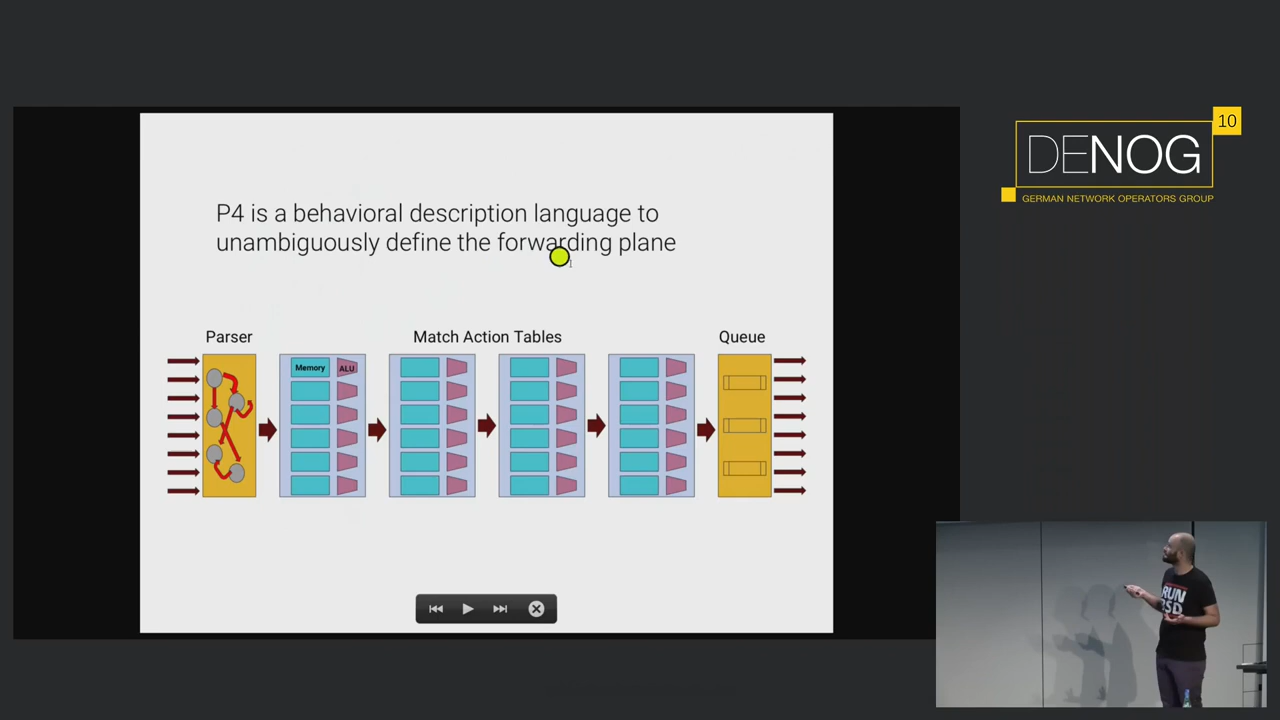 P4 is a behavioral description language to
unambiguously define the forwarding plane
Parser
Match Action Tables
Queue
Memory
ALU
DENOG
10
GERMAN NETWORK OPERATORS GROUP
RUN
BSD